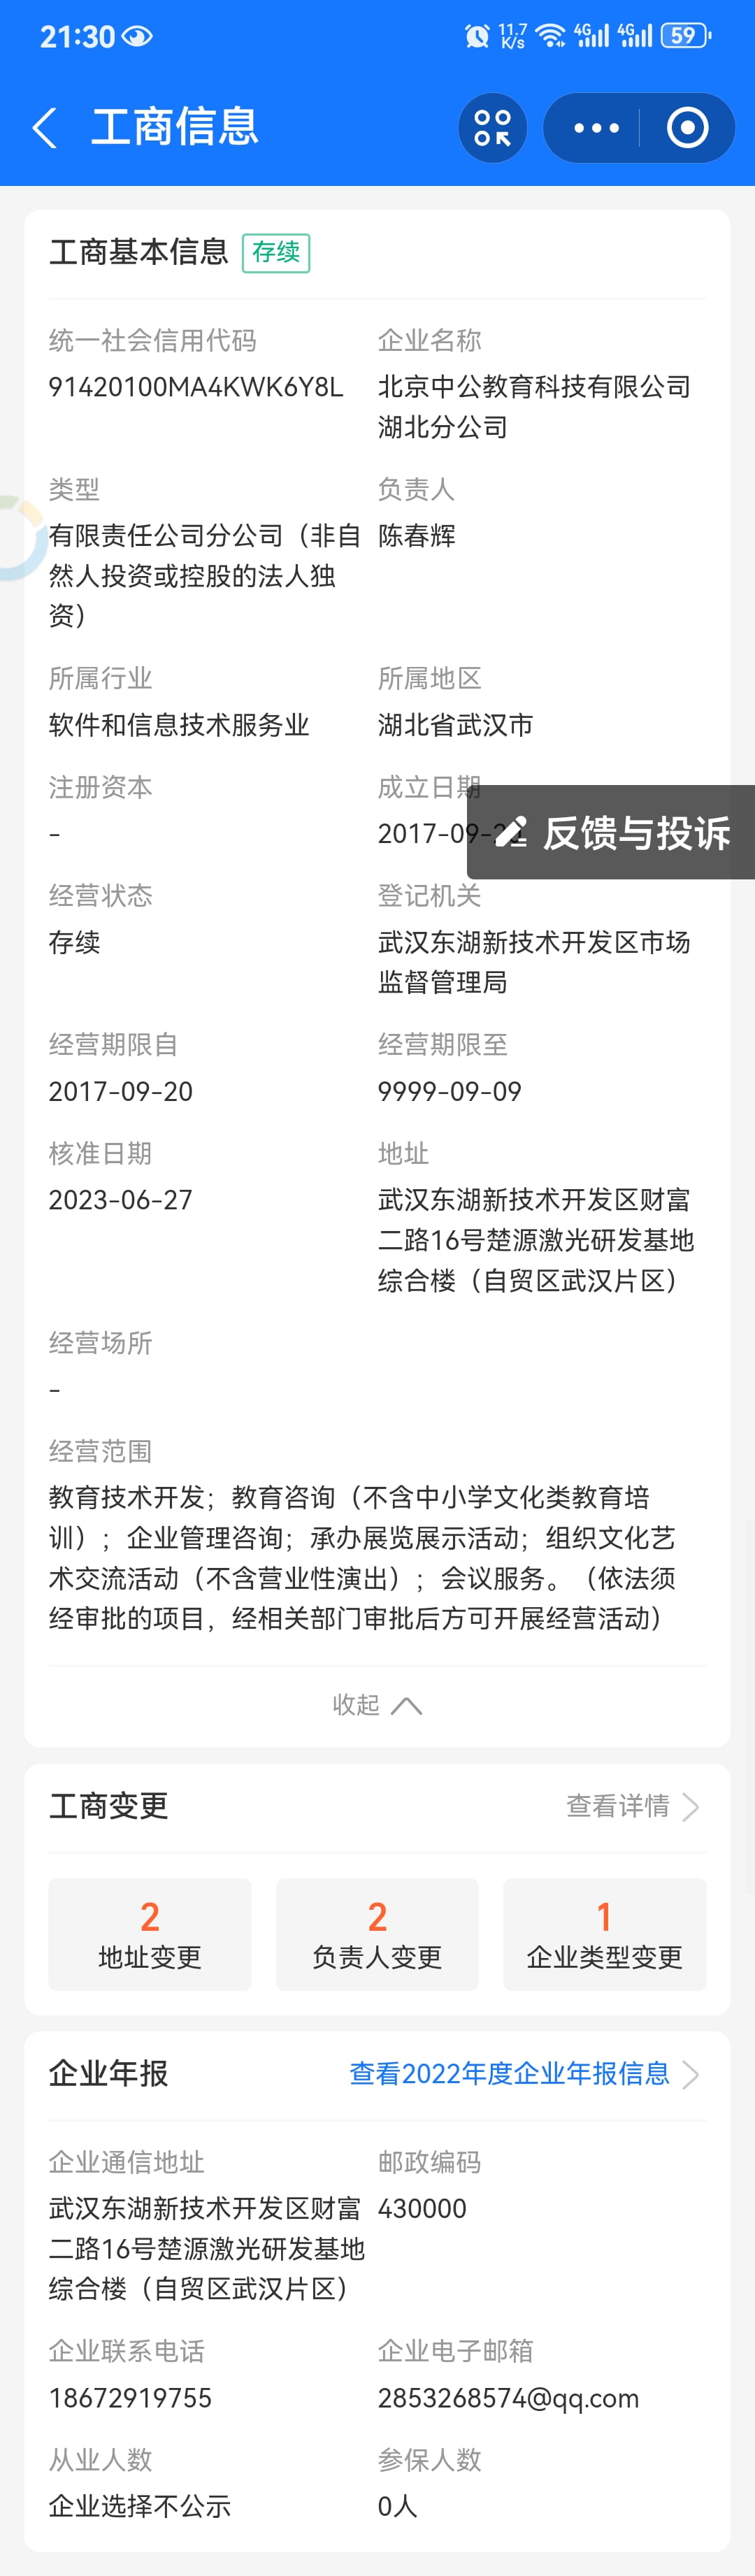 21:30
11.7
K/s
4G
4G
59
工商信息
工商基本信息 存续
统一社会信用代码 企业名称
91420100MA4KWK6Y8L 北京中公教育科技有限公司
湖北分公司
类型 负责人
有限责任公司分公司（非自 陈春辉
然人投资或控股的法人独
资）
所属行业 所属地区
软件和信息技术服务业 湖北省武汉市
注册资本 成立日期
- 2017-09-20
反馈与投诉
经营状态 登记机关
存续 武汉东湖新技术开发区市场
监督管理局
经营期限自 经营期限至
2017-09-20 9999-09-09
核准日期 地址
2023-06-27 武汉东湖新技术开发区财富
二路16号楚源激光研发基地
综合楼（自贸区武汉片区）
经营场所
-
经营范围
教育技术开发；教育咨询（不含中小学文化类教育培
训）；企业管理咨询；承办展览展示活动；组织文化艺
术交流活动（不含营业性演出）；会议服务。（依法须
经审批的项目，经相关部门审批后方可开展经营活动）
收起
工商变更 查看详情
2 2 1
地址变更 负责人变更 企业类型变更
企业年报 查看2022年度企业年报信息
企业通信地址 邮政编码
武汉东湖新技术开发区财富 430000
二路16号楚源激光研发基地
综合楼（自贸区武汉片区）
企业联系电话 企业电子邮箱
18672919755 2853268574@qq.com
从业人数 参保人数
企业选择不公示 0人